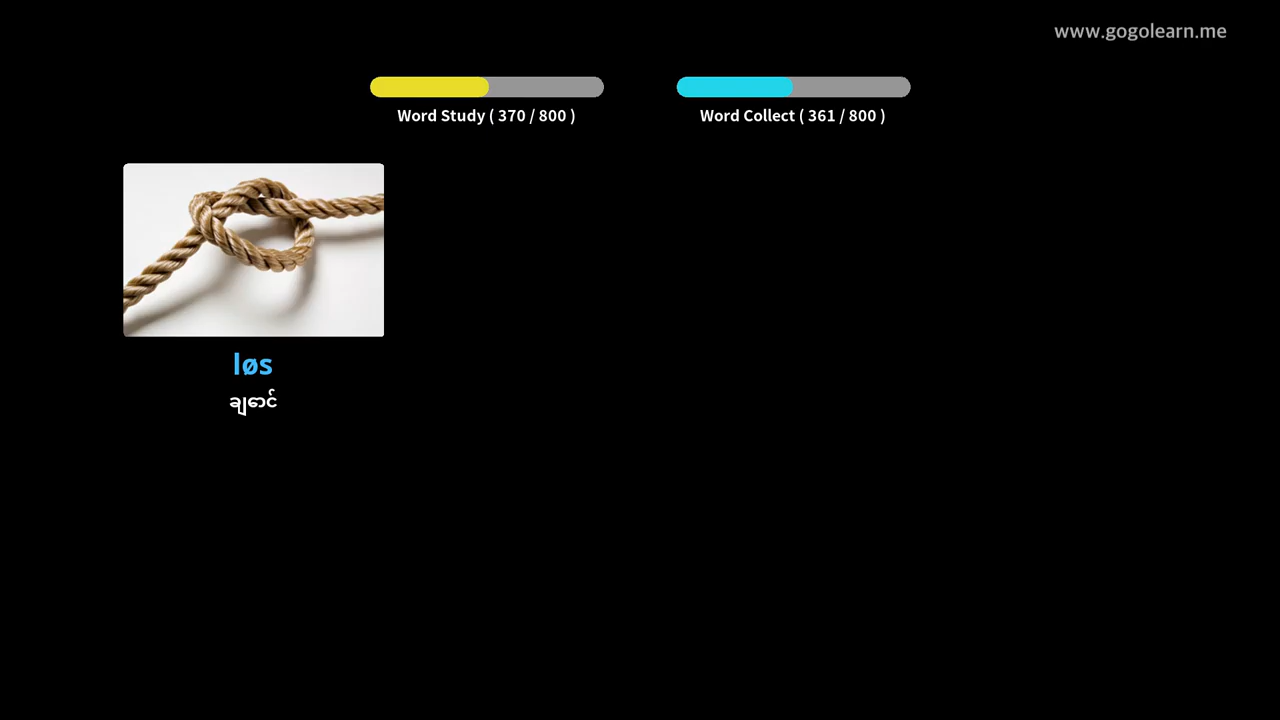 www.gogolearn.me
Word Study ( 370 / 800 )
Word Collect ( 361 / 800 )
løs
ချောင်